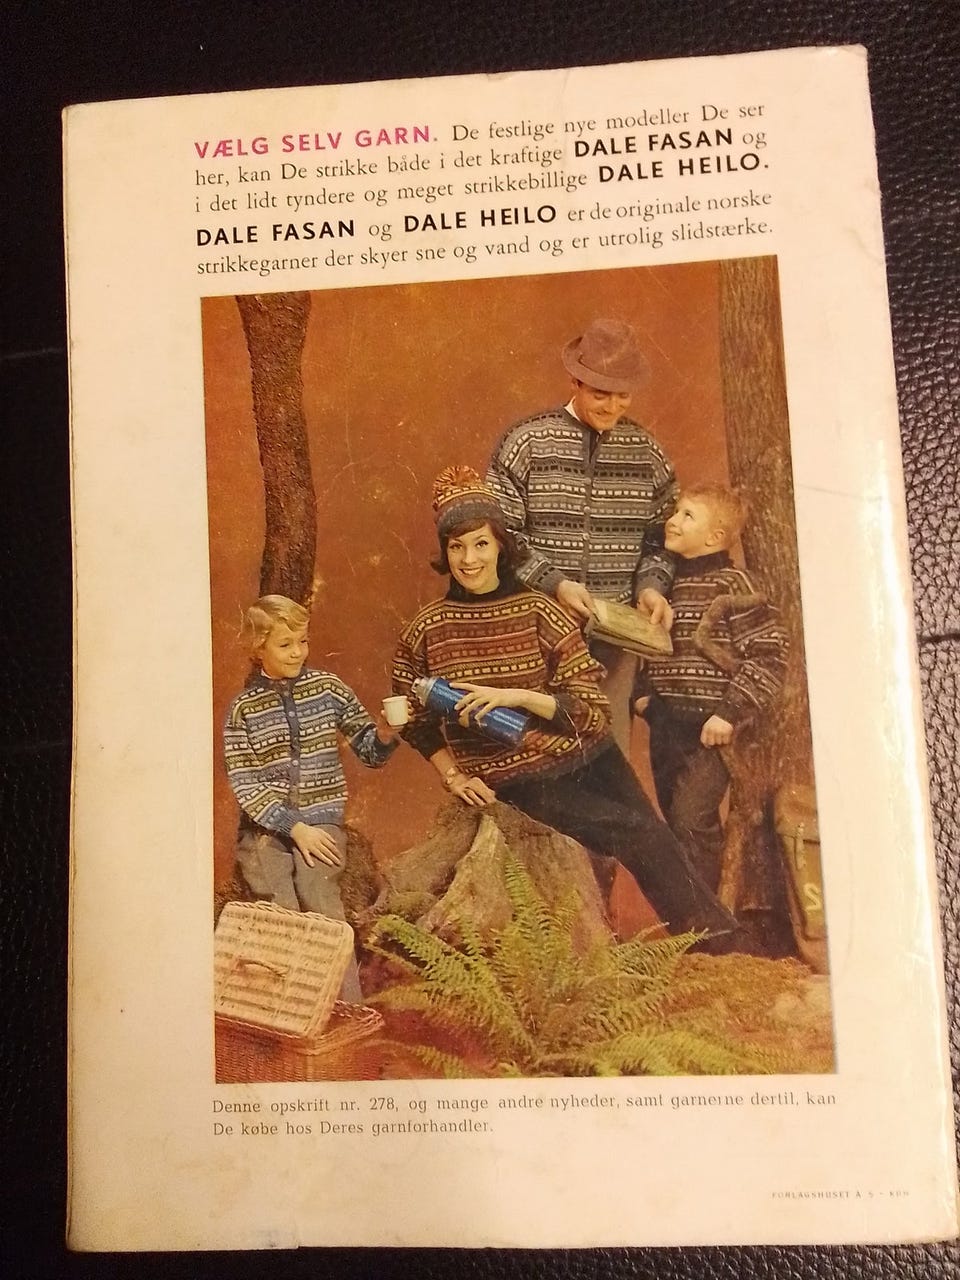 VÆLG SELV GARN. De festlige nye modeller De ser
her, kan De strikke både i det kraftige DALE FASAN og
i det lidt tyndere og meget strikkebillige DALE HEILO.
DALE FASAN og DALE HEILO er de originale norske
strikkegarner der skyer sne og vand og er utrolig slidstærke.
S
Denne opskrift nr. 278, og mange andre nyheder, samt garnerne dertil, kan
De købe hos Deres garnforhandler.
FORLAGSHUSET A S - KBH